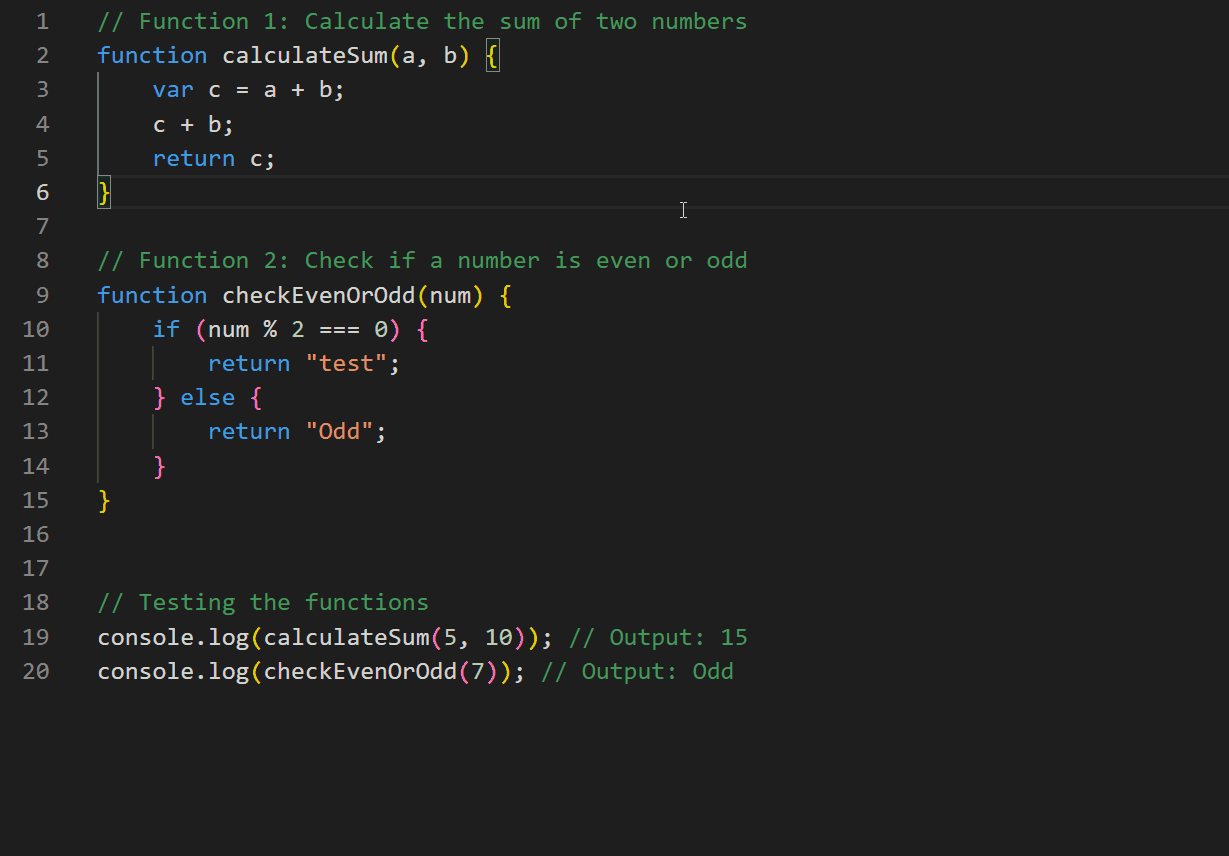 1 // Function 1: Calculate the sum of two numbers
2 function calculateSum(a, b) {
3     var c = a + b;
4     c + b;
5     return c;
6 }
7
8 // Function 2: Check if a number is even or odd
9 function checkEvenOrOdd(num) {
10     if (num % 2 === 0) {
11         return "test";
12     } else {
13         return "Odd";
14     }
15 }
16
17
18 // Testing the functions
19 console.log(calculateSum(5, 10)); // Output: 15
20 console.log(checkEvenOrOdd(7)); // Output: Odd